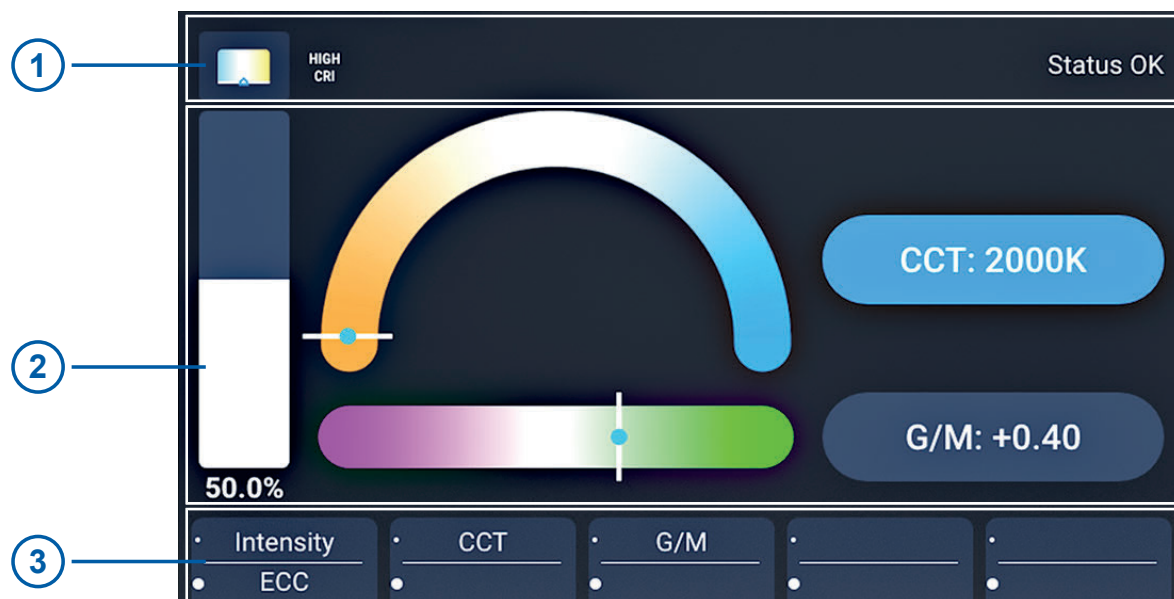 1
HIGH
CRI
Status OK
CCT: 2000K
2
G/M: +0.40
50.0%
3
Intensity
CCT
G/M
ECC